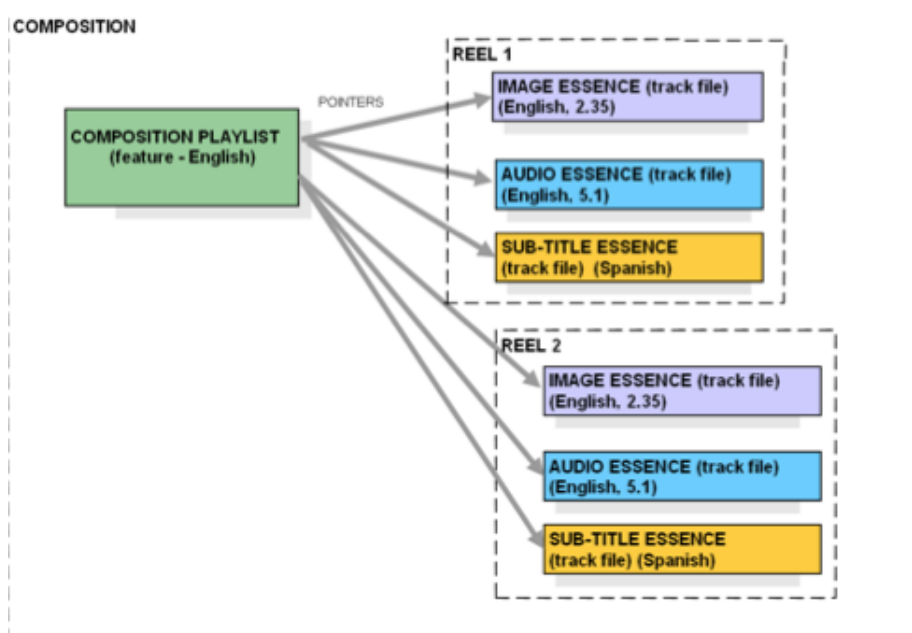 COMPOSITION
COMPOSITION PLAYLIST
(feature - English)
POINTERS
REEL 1
IMAGE ESSENCE (track file)
(English, 2.35)
AUDIO ESSENCE (track file)
(English, 5.1)
SUB-TITLE ESSENCE
(track file) (Spanish)
REEL 2
IMAGE ESSENCE (track file)
(English, 2.35)
AUDIO ESSENCE (track file)
(English, 5.1)
SUB-TITLE ESSENCE
(track file) (Spanish)